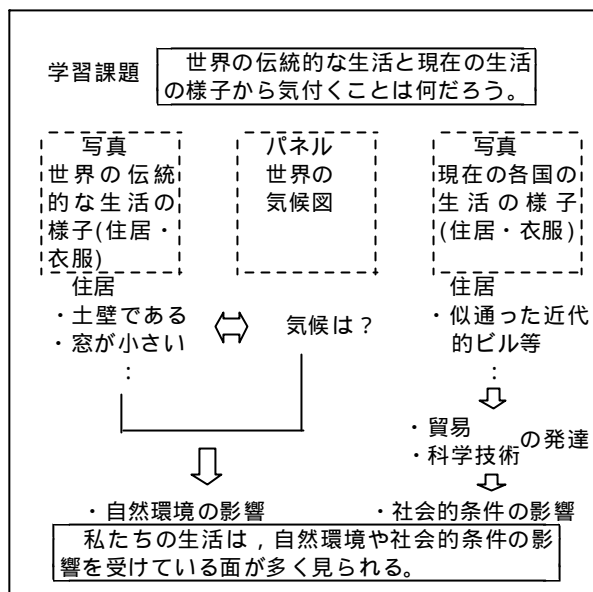 学習課題
世界の伝統的な生活と現在の生活
の様子から気付くことは何だろう。
写真
世界の伝統
的な生活の
様子(住居・
衣服)
パネル
世界の
気候図
写真
現在の各国の
生活の様子
(住居・衣服)
住居
・土壁である
・窓が小さい
:
気候は？
住居
・似通った近代
的ビル等
:
・貿易
・科学技術
の発達
・自然環境の影響
・社会的条件の影響
私たちの生活は，自然環境や社会的条件の影
響を受けている面が多く見られる。